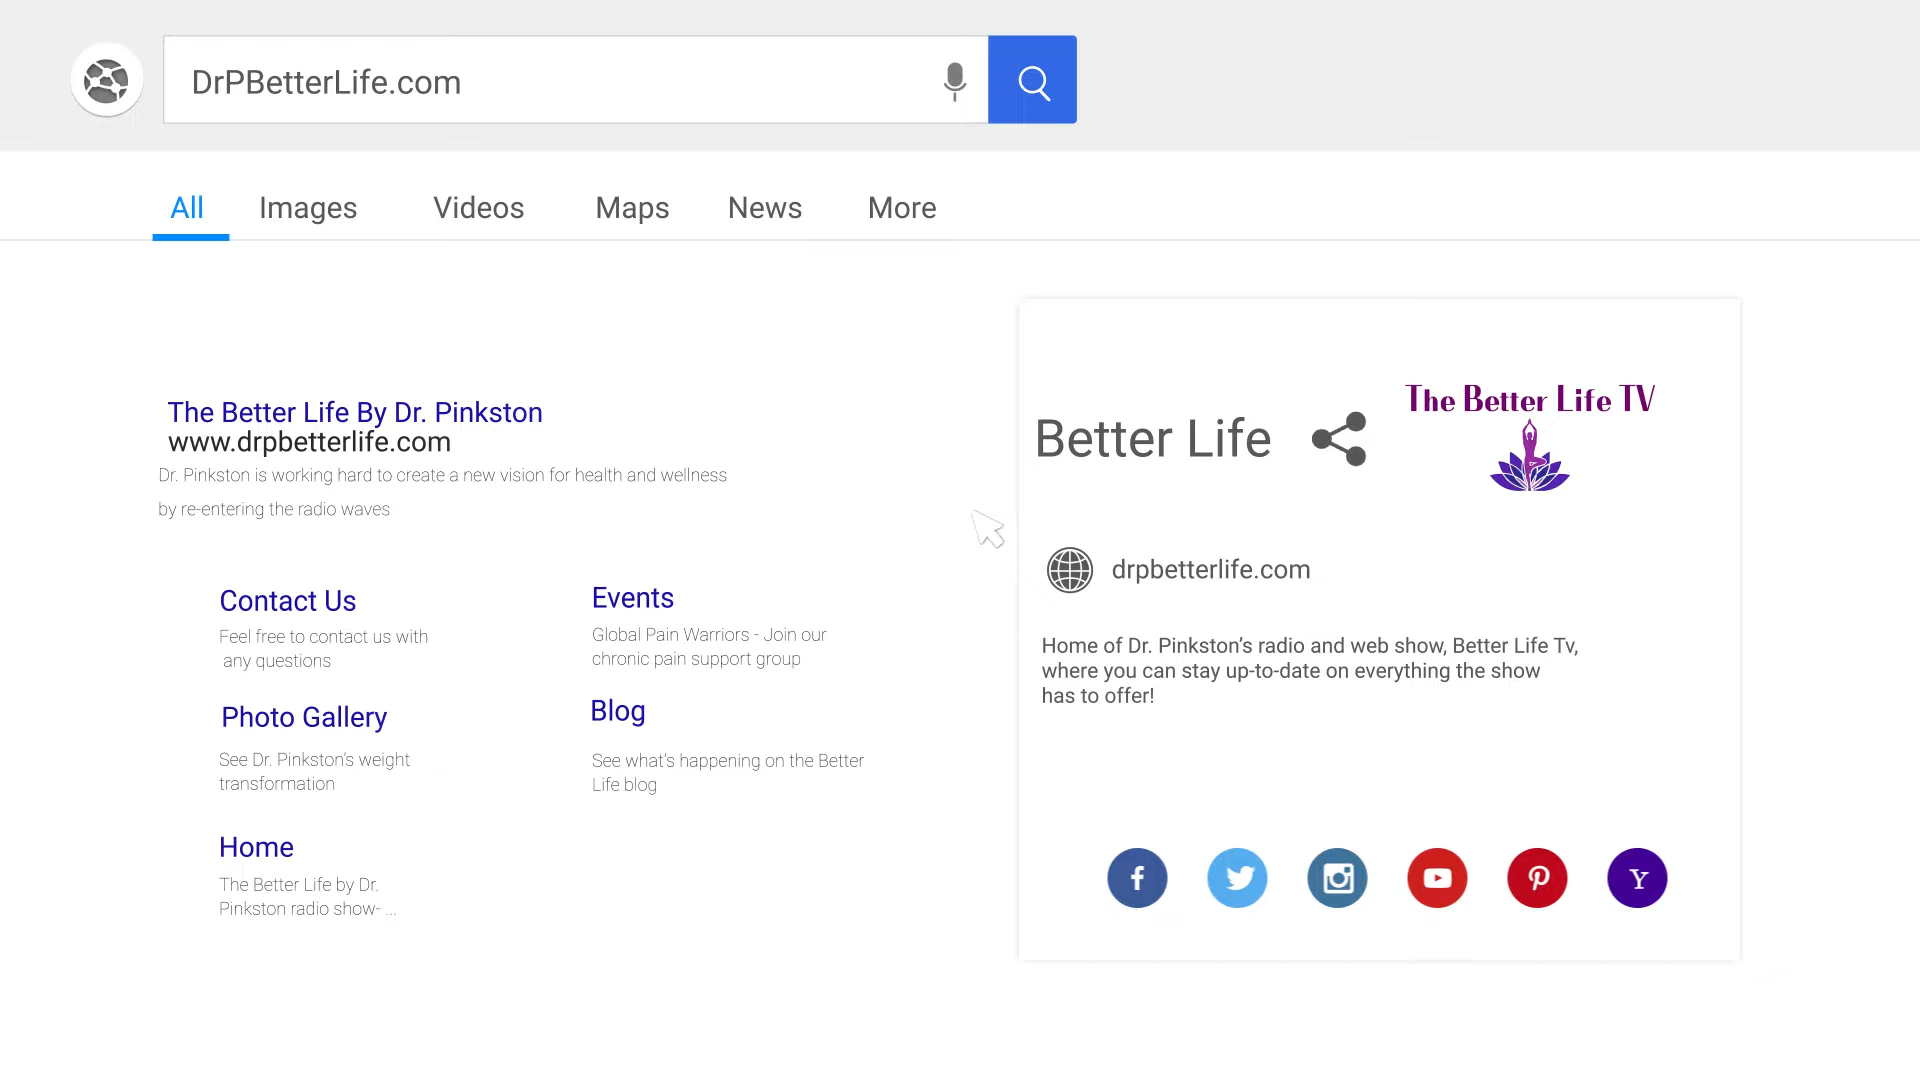 DrPBetterLife.com
All Images Videos Maps News More
The Better Life By Dr. Pinkston
www.drpbetterlife.com
Dr. Pinkston is working hard to create a new vision for health and wellness
by re-entering the radio waves
Contact Us
Feel free to contact us with
any questions
Events
Global Pain Warriors - Join our
chronic pain support group
Photo Gallery
See Dr. Pinkston's weight
transformation
Blog
See what's happening on the Better
Life blog
Home
The Better Life by Dr.
Pinkston radio show- ...
Better Life
The Better Life TV
drpbetterlife.com
Home of Dr. Pinkston’s radio and web show, Better Life Tv,
where you can stay up-to-date on everything the show
has to offer!
Y